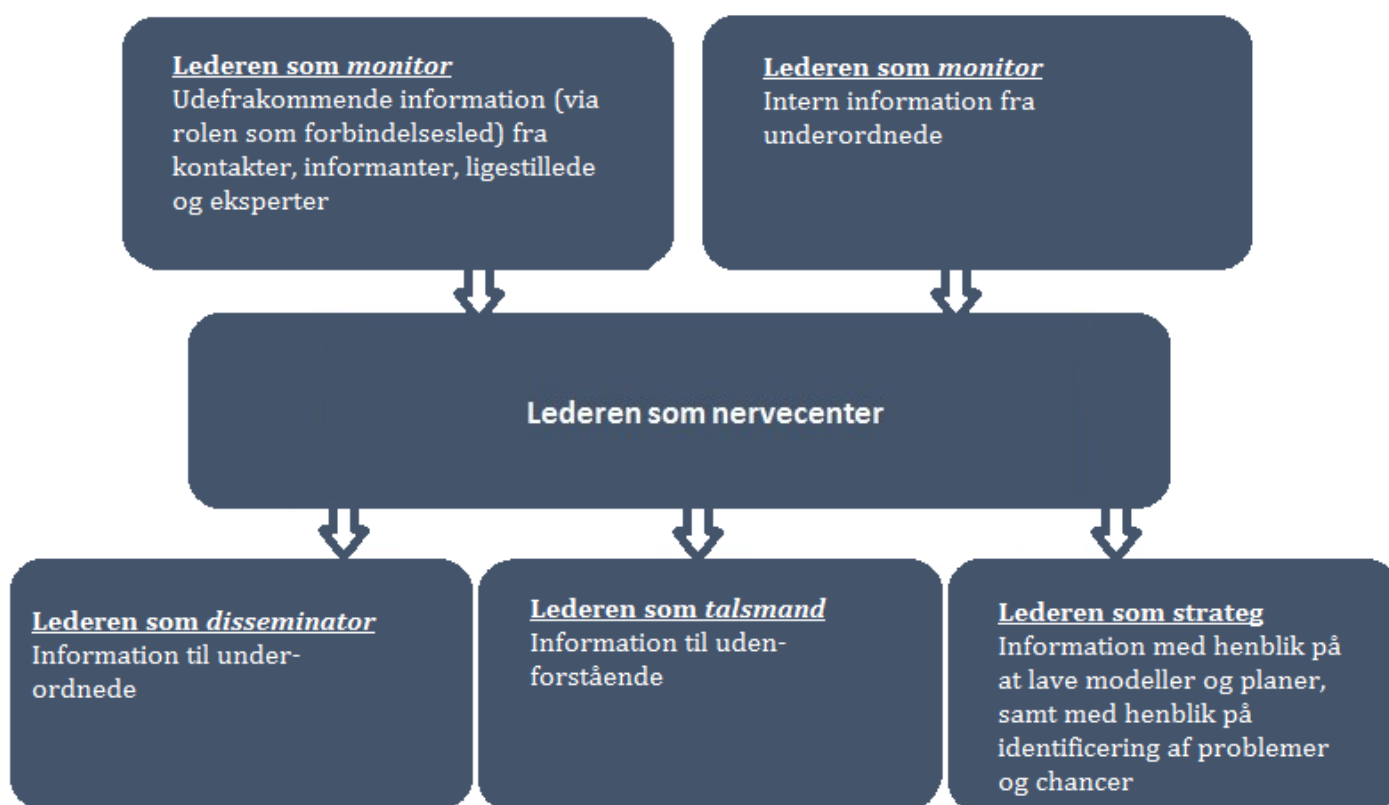 Lederen som monitor
Udefrakommende information (via
rolen som forbindelsesled) fra
kontakter, informanter, ligestillede
og eksperter
Lederen som monitor
Intern information fra
underordnede
Lederen som nervecenter
Lederen som disseminator
Information til under-
ordnede
Lederen som talsmand
Information til uden-
forstående
Lederen som strateg
Information med henblik på
at lave modeller og planer,
samt med henblik på
identificering af problemer
og chancer